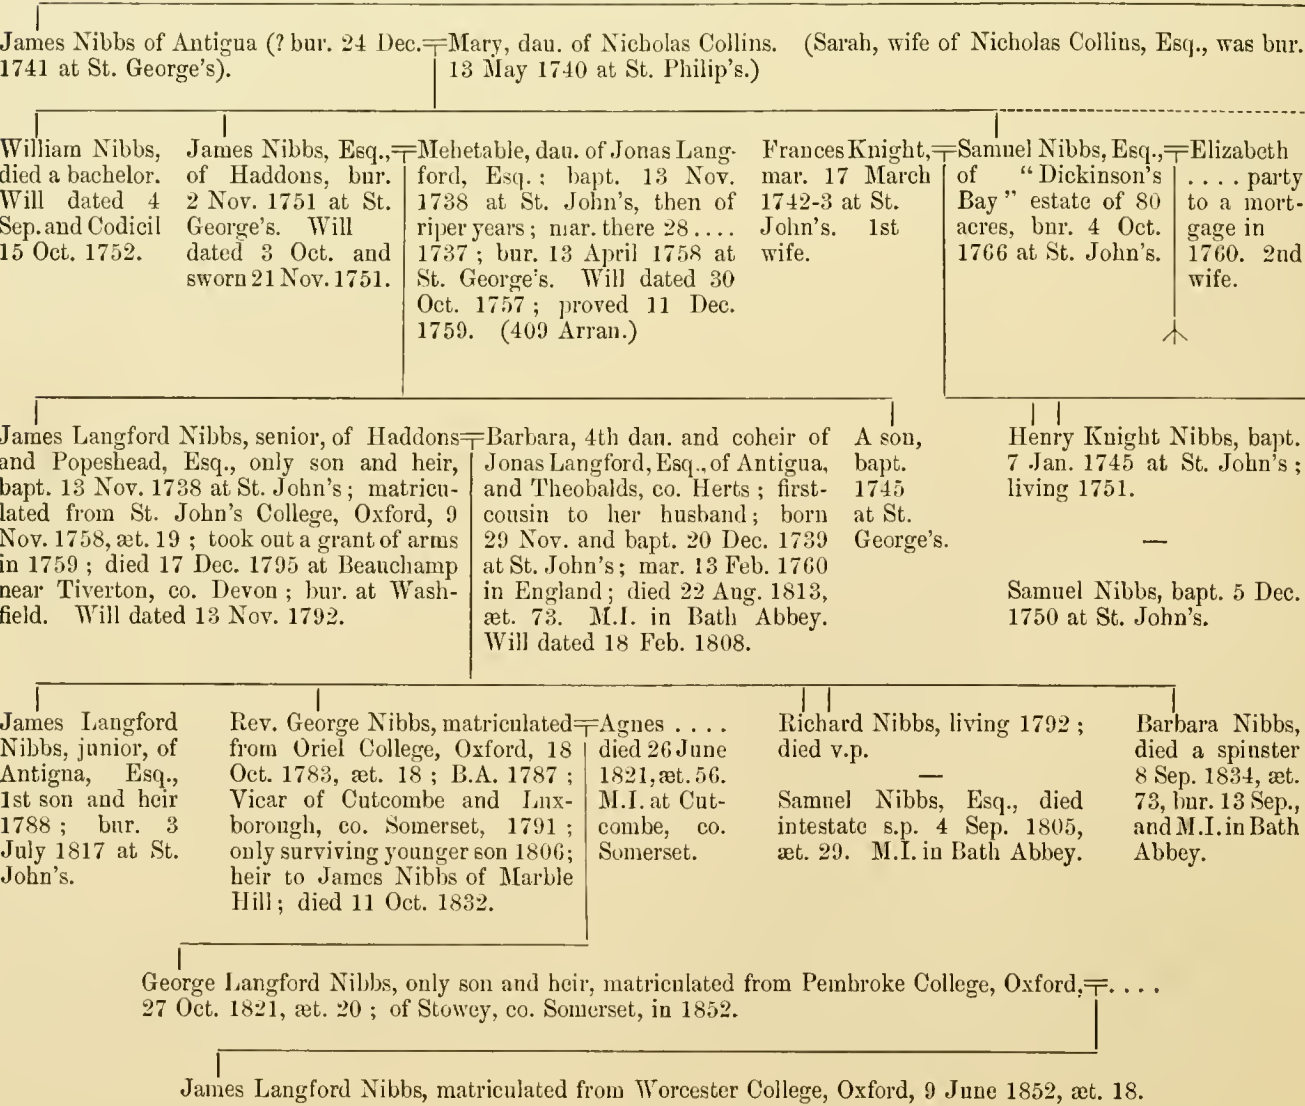 James Nibbs of Antigua (? bur. 24 Dec.
1741 at St. George's).
Mary, dau. of Nicholas Collins. (Sarah, wife of Nicholas Collins, Esq., was bur.
13 May 1740 at St. Philip's.)
William Nibbs,
died a bachelor.
Will dated 4
Sep. and Codicil
15 Oct. 1752.
James Nibbs, Esq.,
of Haddons, bur.
2 Nov. 1751 at St.
George's. Will
dated 3 Oct. and
sworn 21 Nov. 1751.
Mehetable, dau. of Jonas Lang-
ford, Esq.; bapt. 13 Nov.
1738 at St. John's, then of
riper years; mar. there 28....
1737; bur. 13 April 1758 at
St. George's. Will dated 30
Oct. 1757; proved 11 Dec.
1759. (409 Arran.)
Frances Knight,
mar. 17 March
1742-3 at St.
John's. 1st
wife.
Samuel Nibbs, Esq.,
of "Dickinson's
Bay" estate of 80
acres, bur. 4 Oct.
1766 at St. John's.
Elizabeth
.... party
to a mort-
gage in
1760. 2nd
wife.
James Langford Nibbs, senior, of Haddons
and Popeshead, Esq., only son and heir,
bapt. 13 Nov. 1738 at St. John's; matricu-
lated from St. John's College, Oxford, 9
Nov. 1758, æt. 19; took out a grant of arms
in 1759; died 17 Dec. 1795 at Beauchamp
near Tiverton, co. Devon; bur. at Wash-
field. Will dated 13 Nov. 1792.
Barbara, 4th dau. and coheir of
Jonas Langford, Esq., of Antigua,
and Theobalds, co. Herts; first-
cousin to her husband; born
29 Nov. and bapt. 20 Dec. 1739
at St. John's; mar. 13 Feb. 1760
in England; died 22 Aug. 1813,
æt. 73. M.I. in Bath Abbey.
Will dated 18 Feb. 1808.
A son,
bapt.
1745
at St.
George's.
Henry Knight Nibbs, bapt.
7 Jan. 1745 at St. John's;
living 1751.
—
Samuel Nibbs, bapt. 5 Dec.
1750 at St. John's.
James Langford
Nibbs, junior, of
Antigua, Esq.,
1st son and heir
1788; bur. 3
July 1817 at St.
John's.
Rev. George Nibbs, matriculated
from Oriel College, Oxford, 18
Oct. 1783, æt. 18; B.A. 1787;
Vicar of Cutcombe and Lux-
borough, co. Somerset, 1791;
only surviving younger son 1806;
heir to James Nibbs of Marble
Hill; died 11 Oct. 1832.
Agnes ....
died 26 June
1821, æt. 56.
M.I. at Cut-
combe, co.
Somerset.
Richard Nibbs, living 1792;
died v.p.
—
Samuel Nibbs, Esq., died
intestate s.p. 4 Sep. 1805,
æt. 29. M.I. in Bath Abbey.
Barbara Nibbs,
died a spinster
8 Sep. 1834, æt.
73, bur. 13 Sep.,
and M.I. in Bath
Abbey.
George Langford Nibbs, only son and heir, matriculated from Pembroke College, Oxford, ....
27 Oct. 1821, æt. 20; of Stowey, co. Somerset, in 1852.
James Langford Nibbs, matriculated from Worcester College, Oxford, 9 June 1852, æt. 18.